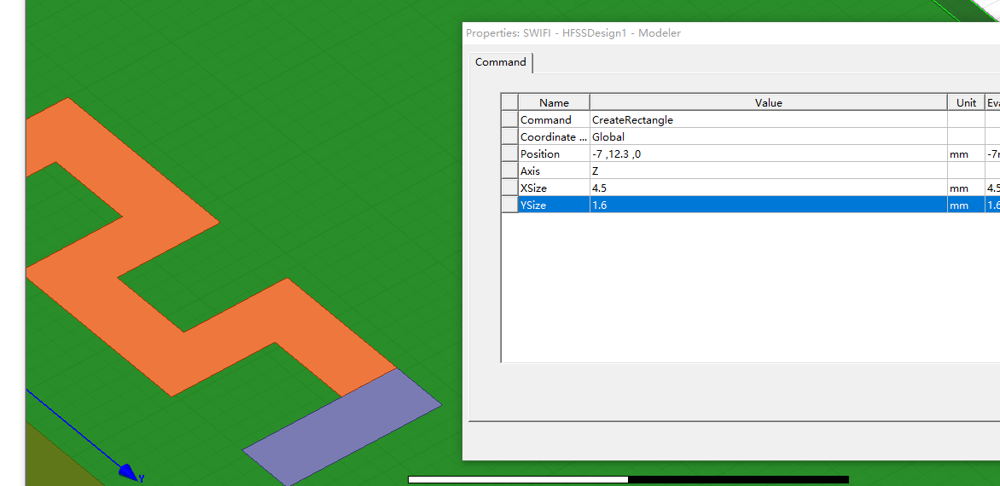 Properties: SWIFI - HFSSDesign1 - Modeler
Command
Name Value Unit Eva
Command CreateRectangle
Coordinate ... Global
Position -7 ,12.3 ,0 mm
Axis Z
XSize 4.5 mm 4.5
YSize 1.6 mm 1.6
Y